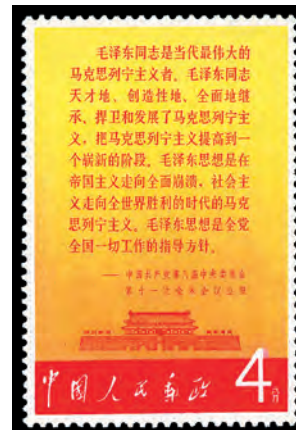 毛泽东同志是当代最伟大的
马克思列宁主义者。毛泽东同志
天才地、创造性地、全面地继
承、捍卫和发展了马克思列宁主
义，把马克思列宁主义提高到一
个崭新的阶段。毛泽东思想是在
帝国主义走向全面崩溃，社会主
义走向全世界胜利的时代的马克
思列宁主义。毛泽东思想是全党
全国一切工作的指导方针。
——中国共产党第八届中央委员会
第十一次全体会议公报
中国人民邮政 4分